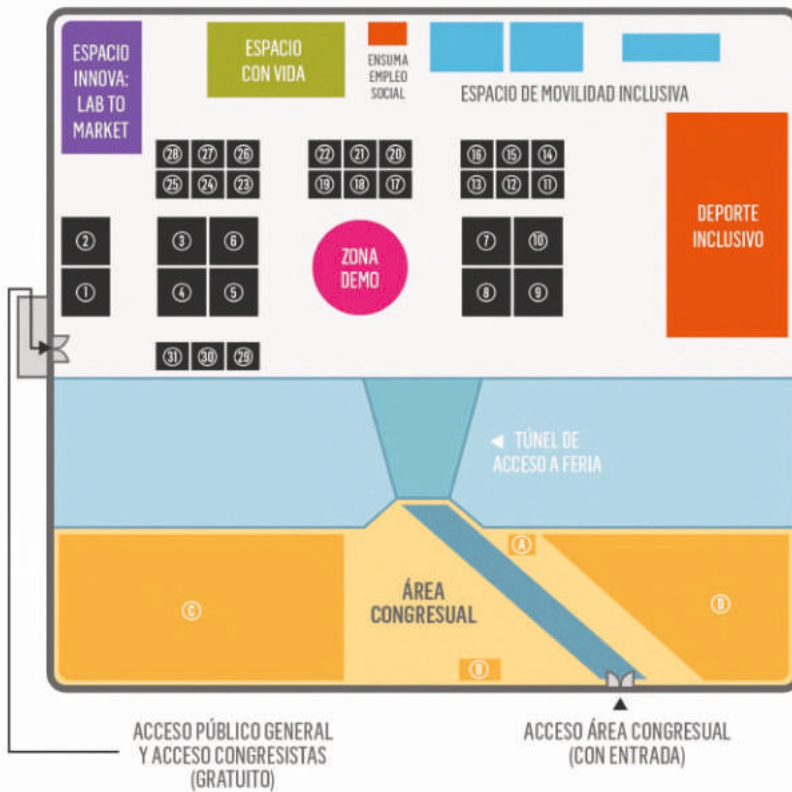 ESPACIO
INNOVA:
LAB TO
MARKET
ESPACIO
CON VIDA
ENSUMA
EMPLEO
SOCIAL
ESPACIO DE MOVILIDAD INCLUSIVA
28 27 26
25 24 23
22 21 20
19 18 17
16 15 14
13 12 11
DEPORTE
INCLUSIVO
2
1
3 6
4 5
ZONA
DEMO
7 10
8 9
31 30 29
◄ TÚNEL DE
ACCESO A FERIA
A
C
ÁREA
CONGRESUAL
D
B
ACCESO PÚBLICO GENERAL
Y ACCESO CONGRESISTAS
(GRATUITO)
ACCESO ÁREA CONGRESUAL
(CON ENTRADA)